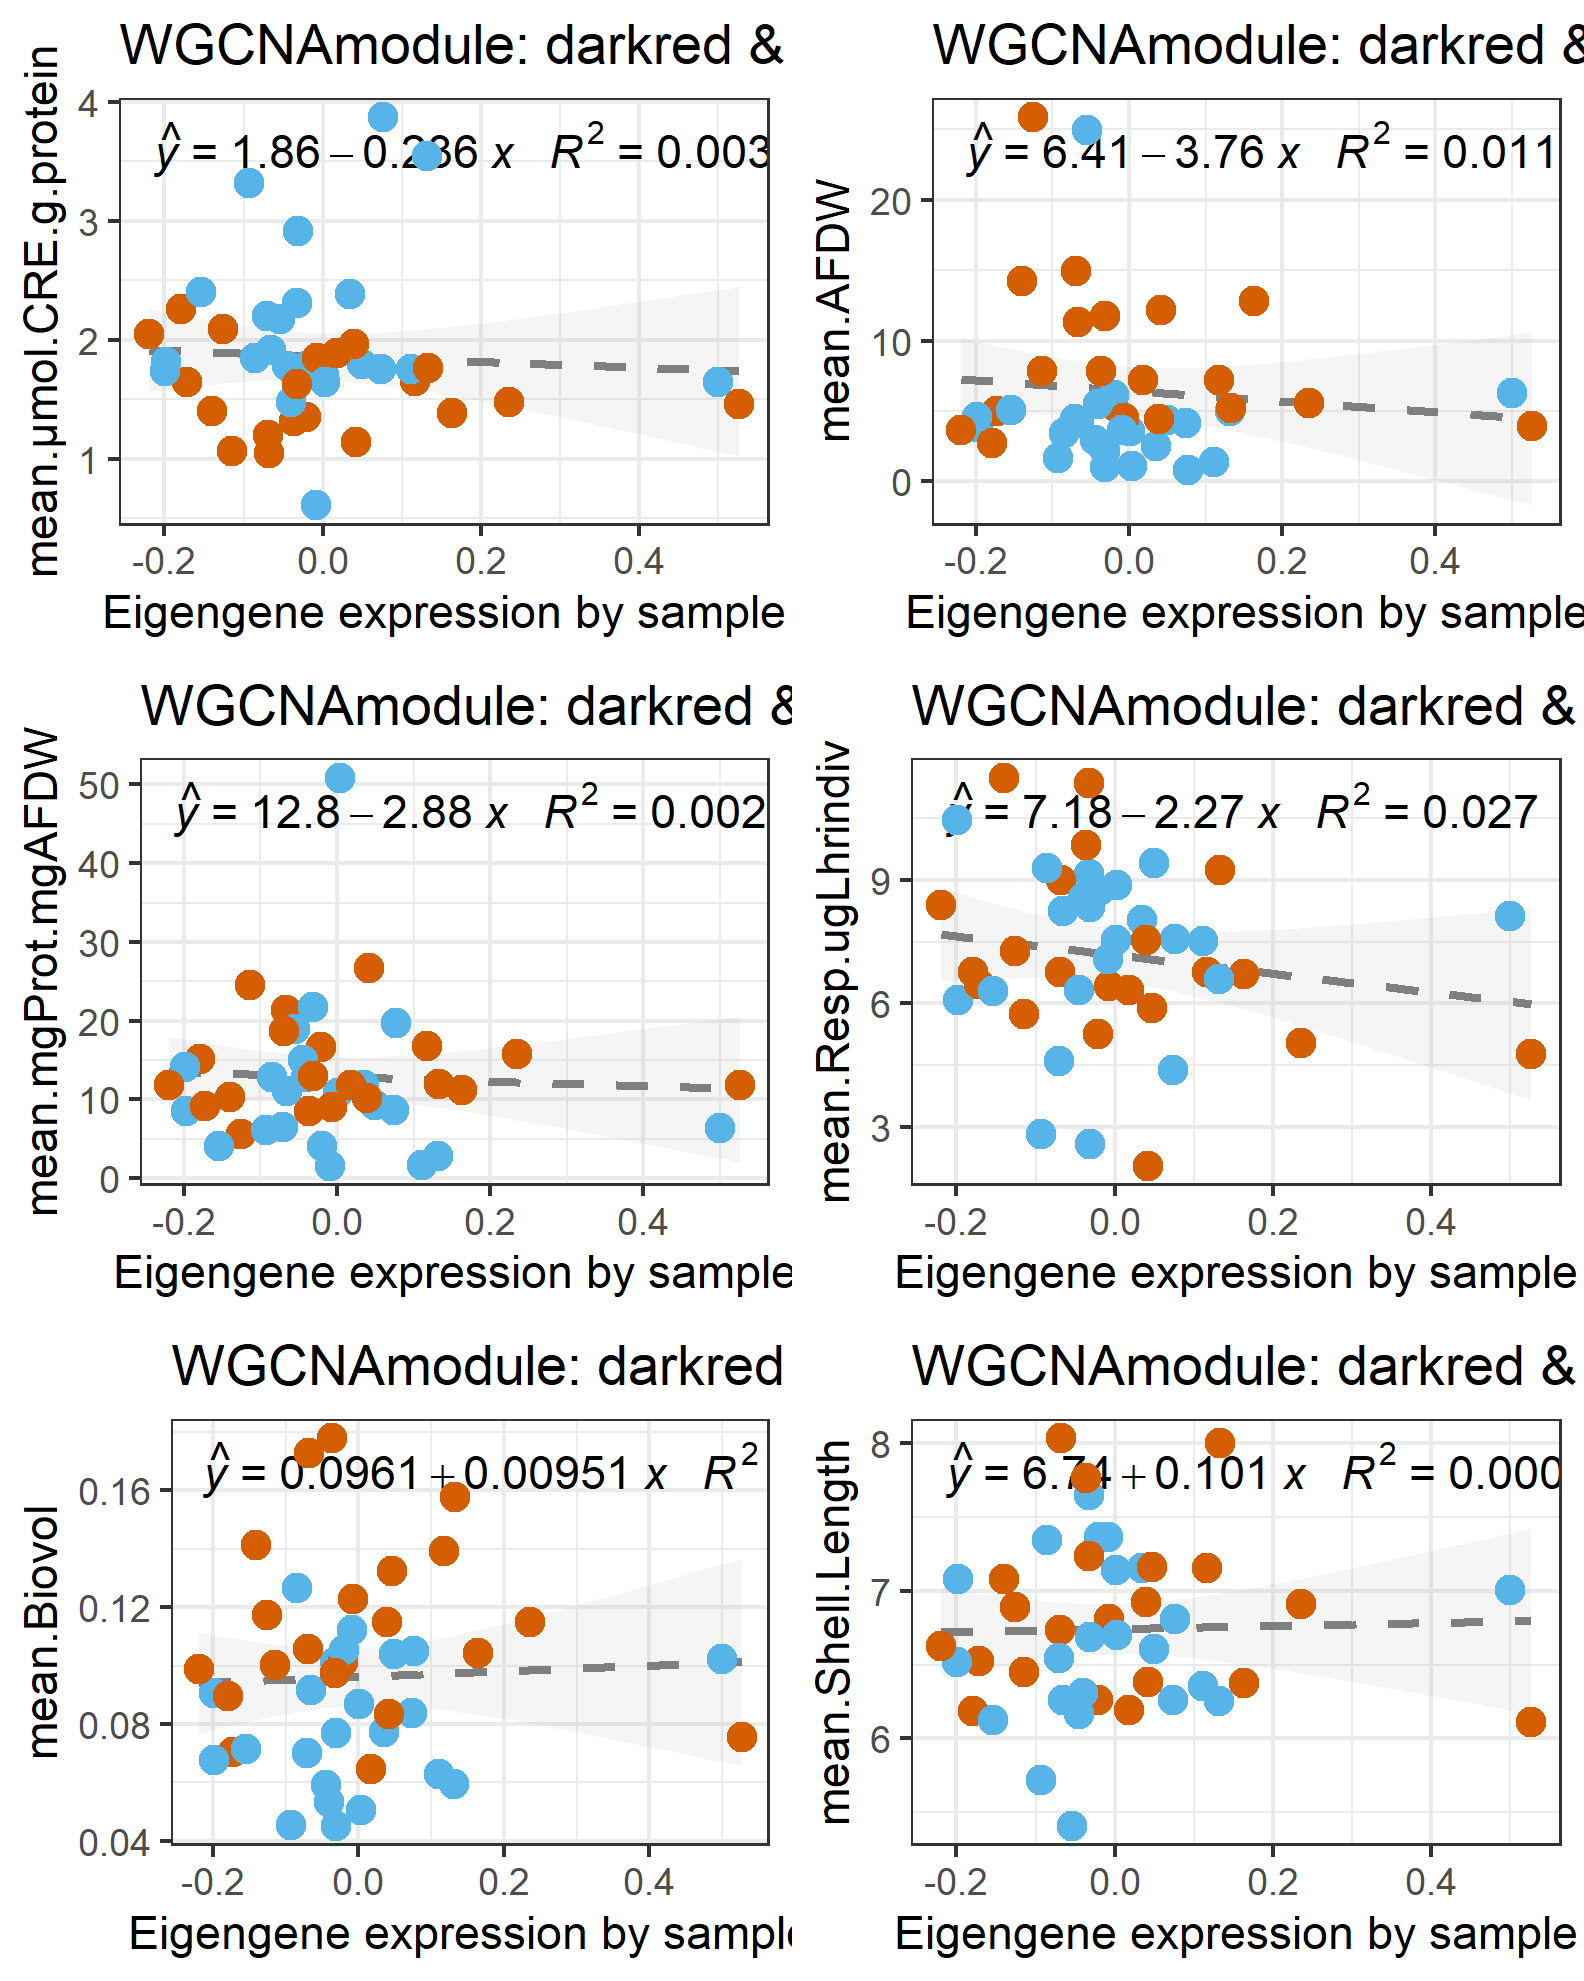 WGCNAmodule: darkred &
mean.µmol.CRE.g.protein
ŷ = 1.86 − 0.236 x R² = 0.003
4
3
2
1
-0.2 0.0 0.2 0.4
Eigengene expression by sample
WGCNAmodule: darkred &
mean.AFDW
ŷ = 6.41 − 3.76 x R² = 0.011
20
10
0
-0.2 0.0 0.2 0.4
Eigengene expression by sample
WGCNAmodule: darkred &
mean.mgProt.mgAFDW
ŷ = 12.8 − 2.88 x R² = 0.002
50
40
30
20
10
0
-0.2 0.0 0.2 0.4
Eigengene expression by sample
WGCNAmodule: darkred &
mean.Resp.ugLhrindiv
ŷ = 7.18 − 2.27 x R² = 0.027
9
6
3
-0.2 0.0 0.2 0.4
Eigengene expression by sample
WGCNAmodule: darkred
mean.Biovol
ŷ = 0.0961 + 0.00951 x R²
0.16
0.12
0.08
0.04
-0.2 0.0 0.2 0.4
Eigengene expression by sample
WGCNAmodule: darkred &
mean.Shell.Length
ŷ = 6.74 + 0.101 x R² = 0.000
8
7
6
-0.2 0.0 0.2 0.4
Eigengene expression by sample